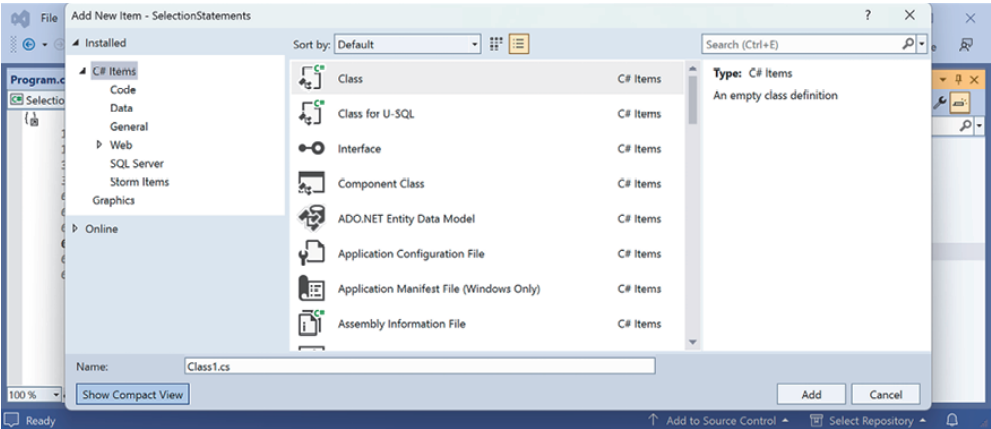 File
Add New Item - SelectionStatements
? ×
Installed
Sort by: Default
Search (Ctrl+E)
C# Items
Code
Data
General
Web
SQL Server
Storm Items
Graphics
Online
Class C# Items
Class for U-SQL C# Items
Interface C# Items
Component Class C# Items
ADO.NET Entity Data Model C# Items
Application Configuration File C# Items
Application Manifest File (Windows Only) C# Items
Assembly Information File C# Items
Type: C# Items
An empty class definition
Program.c
Selectio
Name: Class1.cs
Show Compact View
Add Cancel
100 %
Ready
Add to Source Control
Select Repository